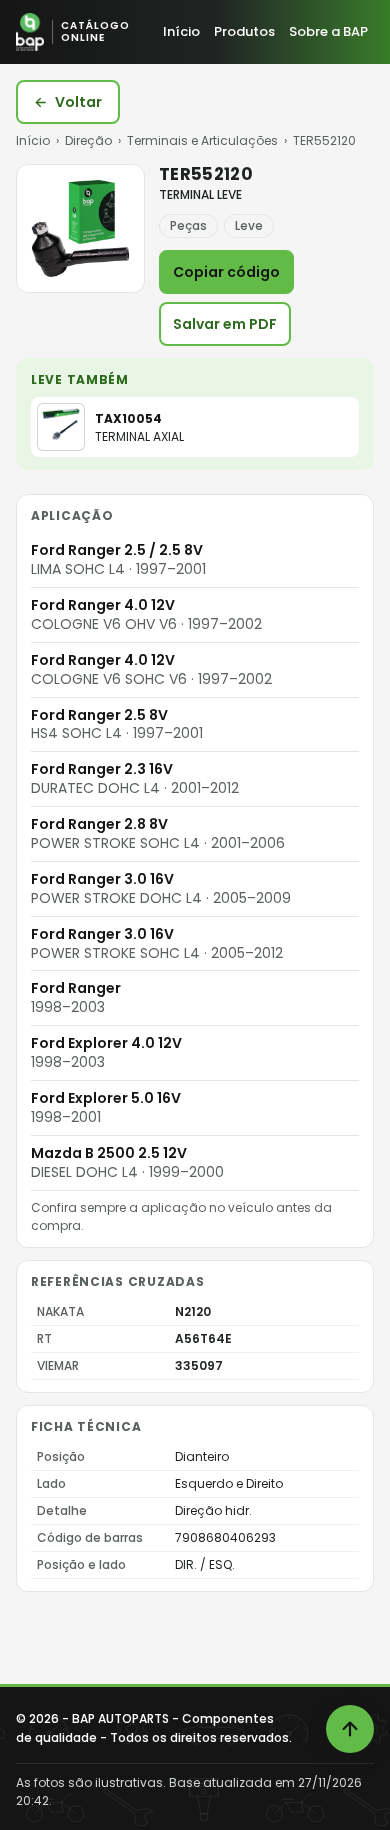 bap
CATÁLOGO
ONLINE
Início Produtos Sobre a BAP
← Voltar
Início › Direção › Terminais e Articulações › TER552120
bap
TER552120
TERMINAL LEVE
Peças Leve
Copiar código
Salvar em PDF
LEVE TAMBÉM
TAX10054
TERMINAL AXIAL
APLICAÇÃO
Ford Ranger 2.5 / 2.5 8V
LIMA SOHC L4 · 1997–2001
Ford Ranger 4.0 12V
COLOGNE V6 OHV V6 · 1997–2002
Ford Ranger 4.0 12V
COLOGNE V6 SOHC V6 · 1997–2002
Ford Ranger 2.5 8V
HS4 SOHC L4 · 1997–2001
Ford Ranger 2.3 16V
DURATEC DOHC L4 · 2001–2012
Ford Ranger 2.8 8V
POWER STROKE SOHC L4 · 2001–2006
Ford Ranger 3.0 16V
POWER STROKE DOHC L4 · 2005–2009
Ford Ranger 3.0 16V
POWER STROKE SOHC L4 · 2005–2012
Ford Ranger
1998–2003
Ford Explorer 4.0 12V
1998–2003
Ford Explorer 5.0 16V
1998–2001
Mazda B 2500 2.5 12V
DIESEL DOHC L4 · 1999–2000
Confira sempre a aplicação no veículo antes da
compra.
REFERÊNCIAS CRUZADAS
NAKATA N2120
RT A56T64E
VIEMAR 335097
FICHA TÉCNICA
Posição Dianteiro
Lado Esquerdo e Direito
Detalhe Direção hidr.
Código de barras 7908680406293
Posição e lado DIR. / ESQ.
© 2026 - BAP AUTOPARTS - Componentes
de qualidade - Todos os direitos reservados.
As fotos são ilustrativas. Base atualizada em 27/11/2026
20:42.